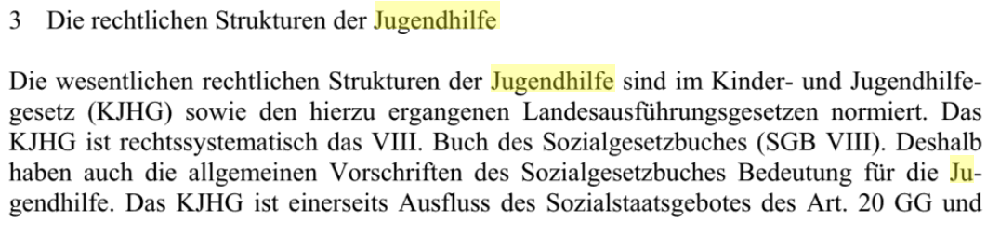 3 Die rechtlichen Strukturen der Jugendhilfe
Die wesentlichen rechtlichen Strukturen der Jugendhilfe sind im Kinder- und Jugendhilfe-
gesetz (KJHG) sowie den hierzu ergangenen Landesausführungsgesetzen normiert. Das
KJHG ist rechtssystematisch das VIII. Buch des Sozialgesetzbuches (SGB VIII). Deshalb
haben auch die allgemeinen Vorschriften des Sozialgesetzbuches Bedeutung für die Ju-
gendhilfe. Das KJHG ist einerseits Ausfluss des Sozialstaatsgebotes des Art. 20 GG und